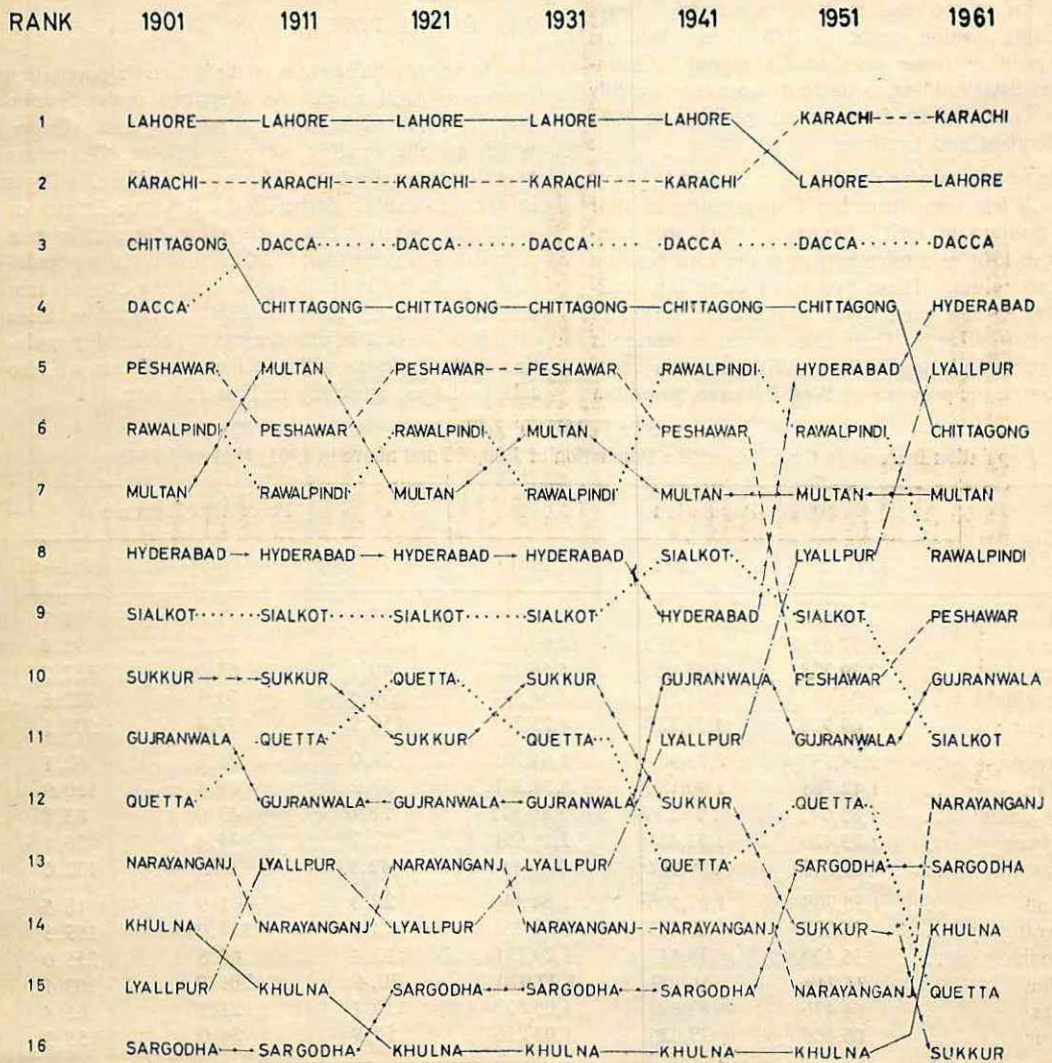 RANK 1901 1911 1921 1931 1941 1951 1961
1 LAHORE LAHORE LAHORE LAHORE LAHORE KARACHI KARACHI
2 KARACHI KARACHI KARACHI KARACHI KARACHI LAHORE LAHORE
3 CHITTAGONG DACCA DACCA DACCA DACCA DACCA DACCA
4 DACCA CHITTAGONG CHITTAGONG CHITTAGONG CHITTAGONG CHITTAGONG HYDERABAD
5 PESHAWAR MULTAN PESHAWAR PESHAWAR RAWALPINDI HYDERABAD LYALLPUR
6 RAWALPINDI PESHAWAR RAWALPINDI MULTAN PESHAWAR RAWALPINDI CHITTAGONG
7 MULTAN RAWALPINDI MULTAN RAWALPINDI MULTAN MULTAN MULTAN
8 HYDERABAD HYDERABAD HYDERABAD HYDERABAD SIALKOT LYALLPUR RAWALPINDI
9 SIALKOT SIALKOT SIALKOT SIALKOT HYDERABAD SIALKOT PESHAWAR
10 SUKKUR SUKKUR QUETTA SUKKUR GUJRANWALA PESHAWAR GUJRANWALA
11 GUJRANWALA QUETTA SUKKUR QUETTA LYALLPUR GUJRANWALA SIALKOT
12 QUETTA GUJRANWALA GUJRANWALA GUJRANWALA SUKKUR QUETTA NARAYANGANJ
13 NARAYANGANJ LYALLPUR NARAYANGANJ LYALLPUR QUETTA SARGODHA SARGODHA
14 KHULNA NARAYANGANJ LYALLPUR NARAYANGANJ NARAYANGANJ SUKKUR KHULNA
15 LYALLPUR KHULNA SARGODHA SARGODHA SARGODHA NARAYANGANJ QUETTA
16 SARGODHA SARGODHA KHULNA KHULNA KHULNA KHULNA SUKKUR